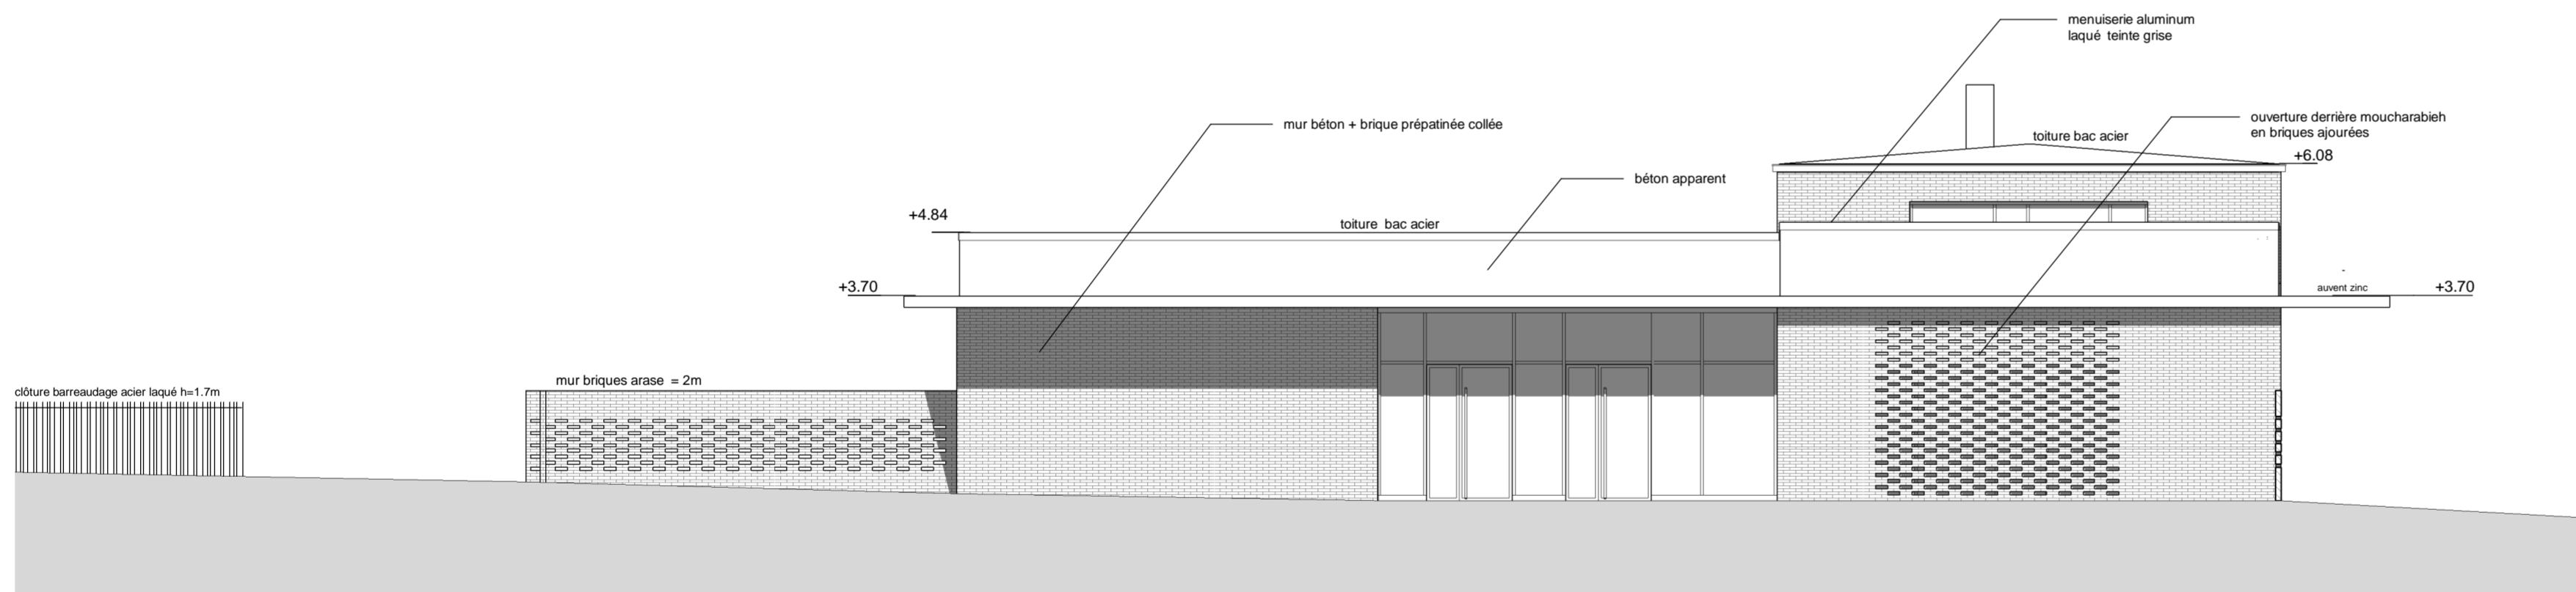 menuiserie aluminum
laqué teinte grise
ouverture derrière moucharabieh
en briques ajourées
mur béton + brique prépatinée collée
toiture bac acier
+6.08
béton apparent
+4.84
toiture bac acier
+3.70
auvent zinc
+3.70
mur briques arase = 2m
clôture barreaudage acier laqué h=1.7m